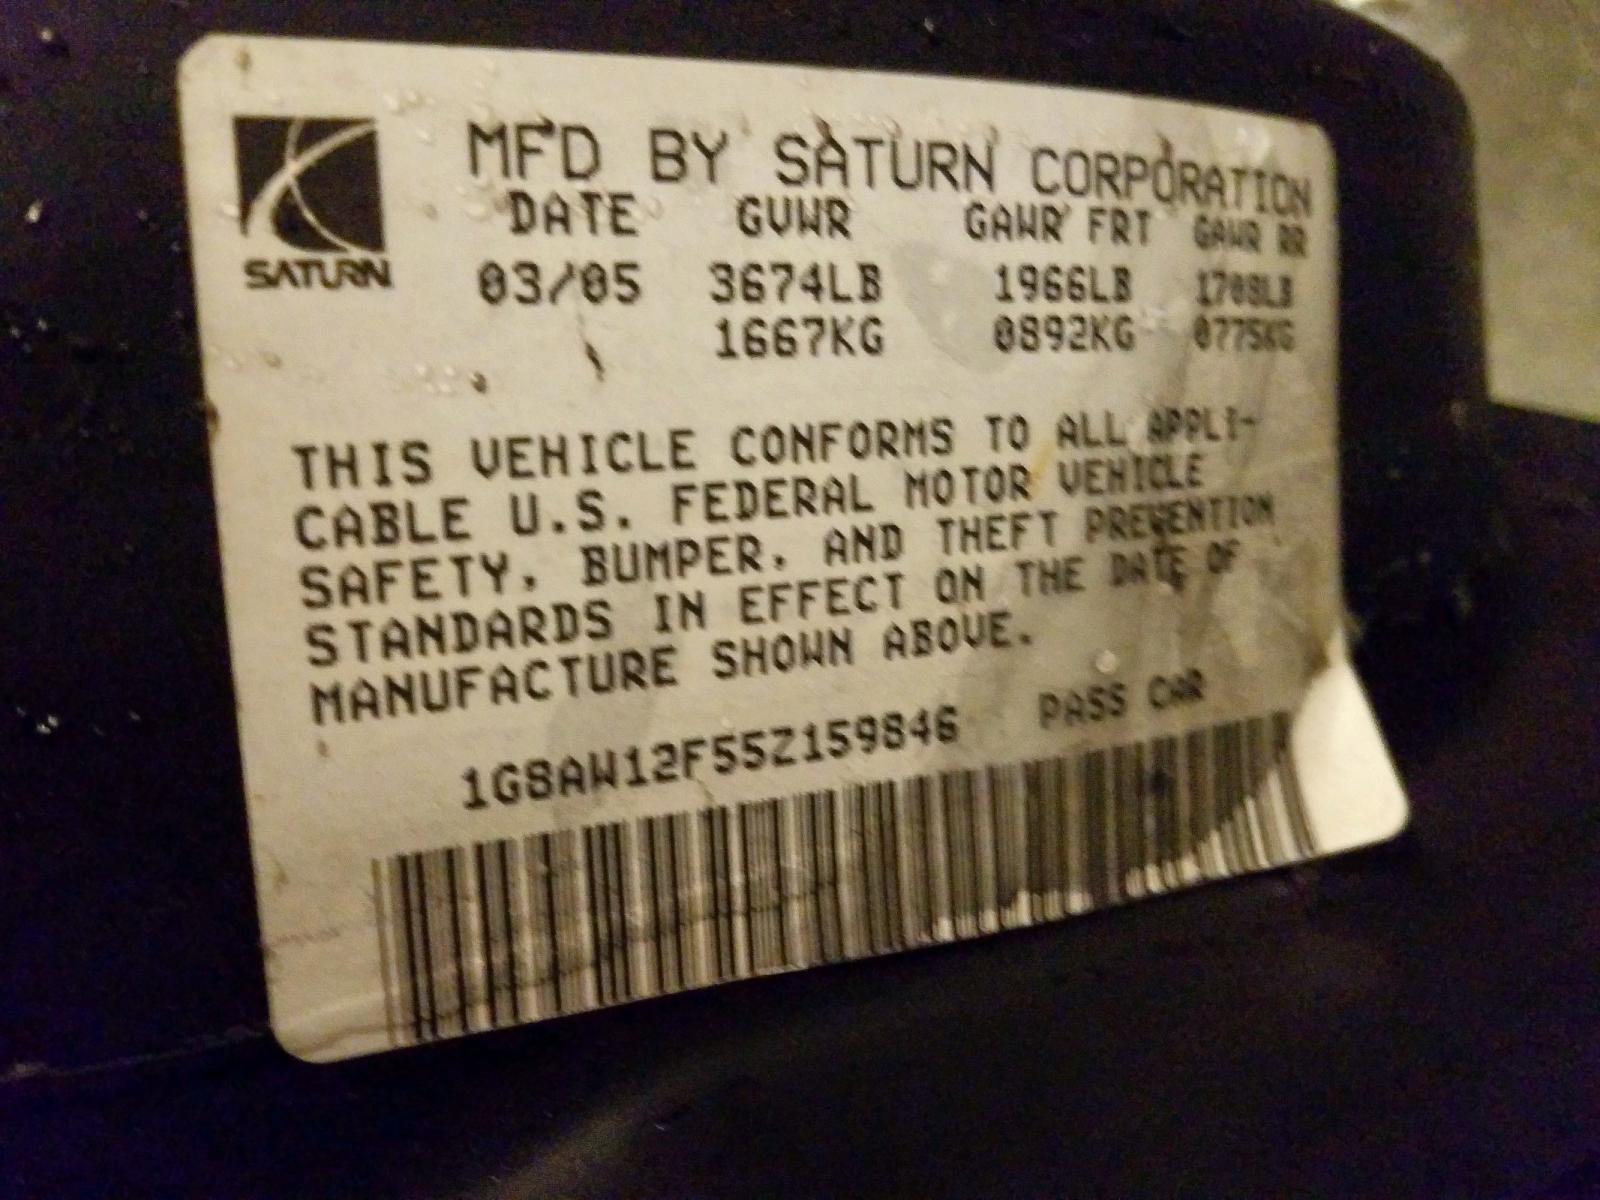 MFD BY SATURN CORPORATION
DATE GVWR GAWR FRT GAWR RR
SATURN 03/05 3674LB 1966LB 1708LB
1667KG 0892KG 0775KG
THIS VEHICLE CONFORMS TO ALL APPLI-
CABLE U.S. FEDERAL MOTOR VEHICLE
SAFETY, BUMPER, AND THEFT PREVENTION
STANDARDS IN EFFECT ON THE DATE OF
MANUFACTURE SHOWN ABOVE.
1G8AW12F55Z159846 PASS CAR